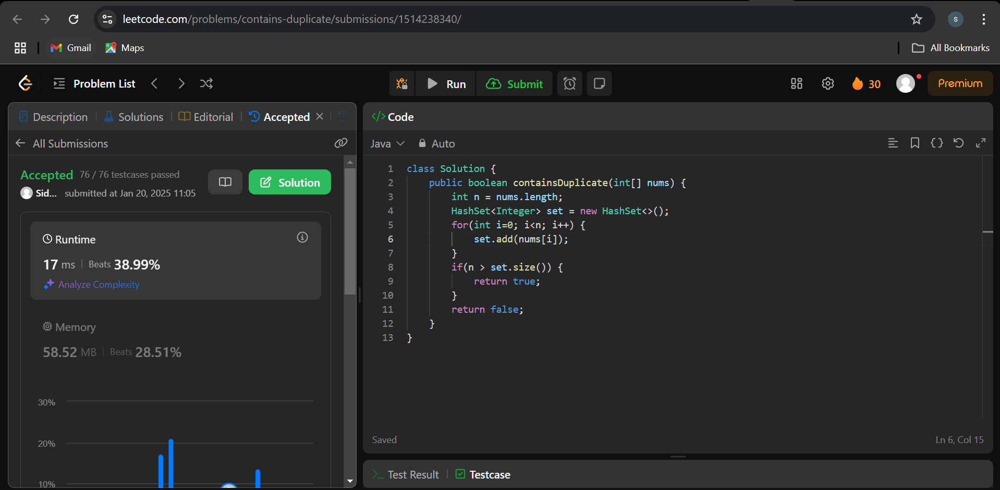 leetcode.com/problems/contains-duplicate/submissions/1514238340/
S
Gmail
Maps
All Bookmarks
Problem List
Run
Submit
30
Premium
Description
Solutions
Editorial
Accepted
All Submissions
Accepted 76 / 76 testcases passed
Sid... submitted at Jan 20, 2025 11:05
Solution
Runtime
17 ms Beats 38.99%
Analyze Complexity
Memory
58.52 MB Beats 28.51%
30%
20%
10%
</> Code
Java
Auto
1 class Solution {
2     public boolean containsDuplicate(int[] nums) {
3         int n = nums.length;
4         HashSet<Integer> set = new HashSet<>();
5         for(int i=0; i<n; i++) {
6             set.add(nums[i]);
7         }
8         if(n > set.size()) {
9             return true;
10         }
11         return false;
12     }
13 }
Saved
Ln 6, Col 15
Test Result
Testcase